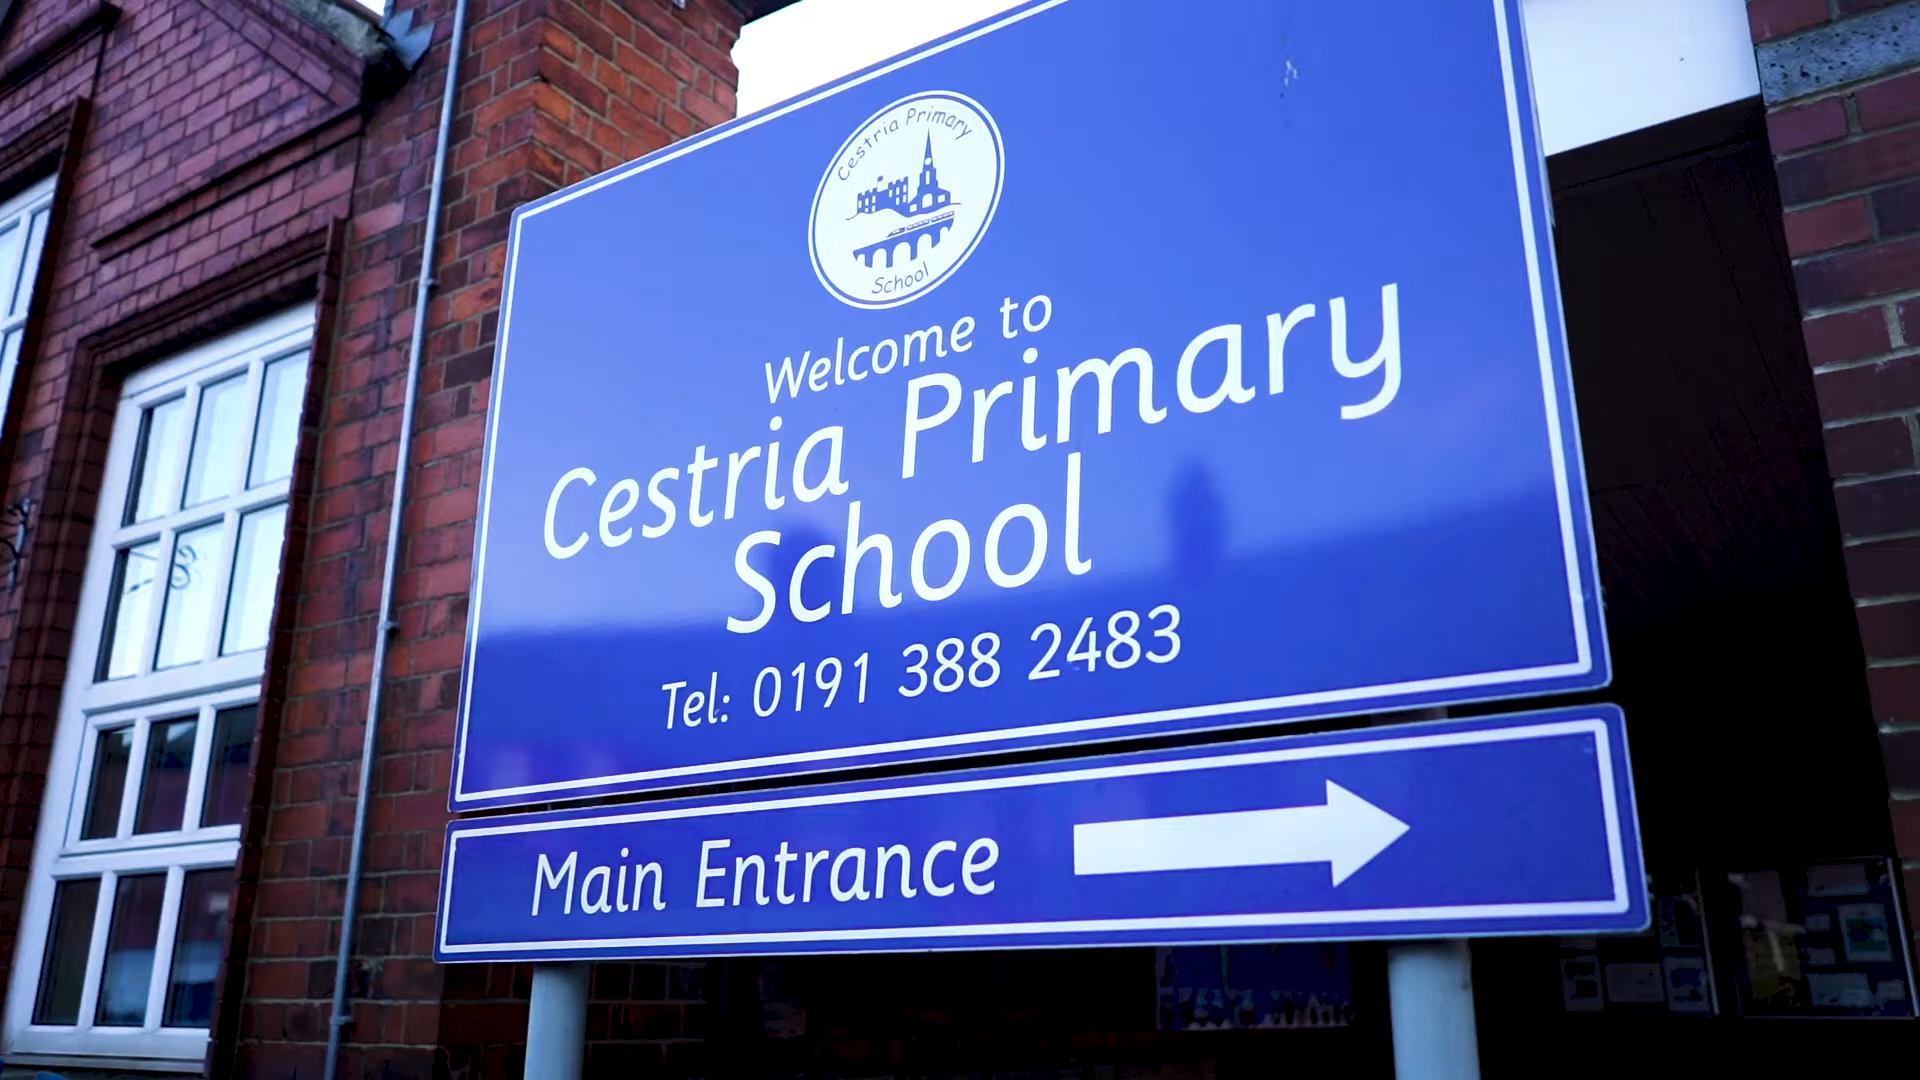 Cestria Primary
School
Welcome to
Cestria Primary
School
Tel: 0191 388 2483
Main Entrance